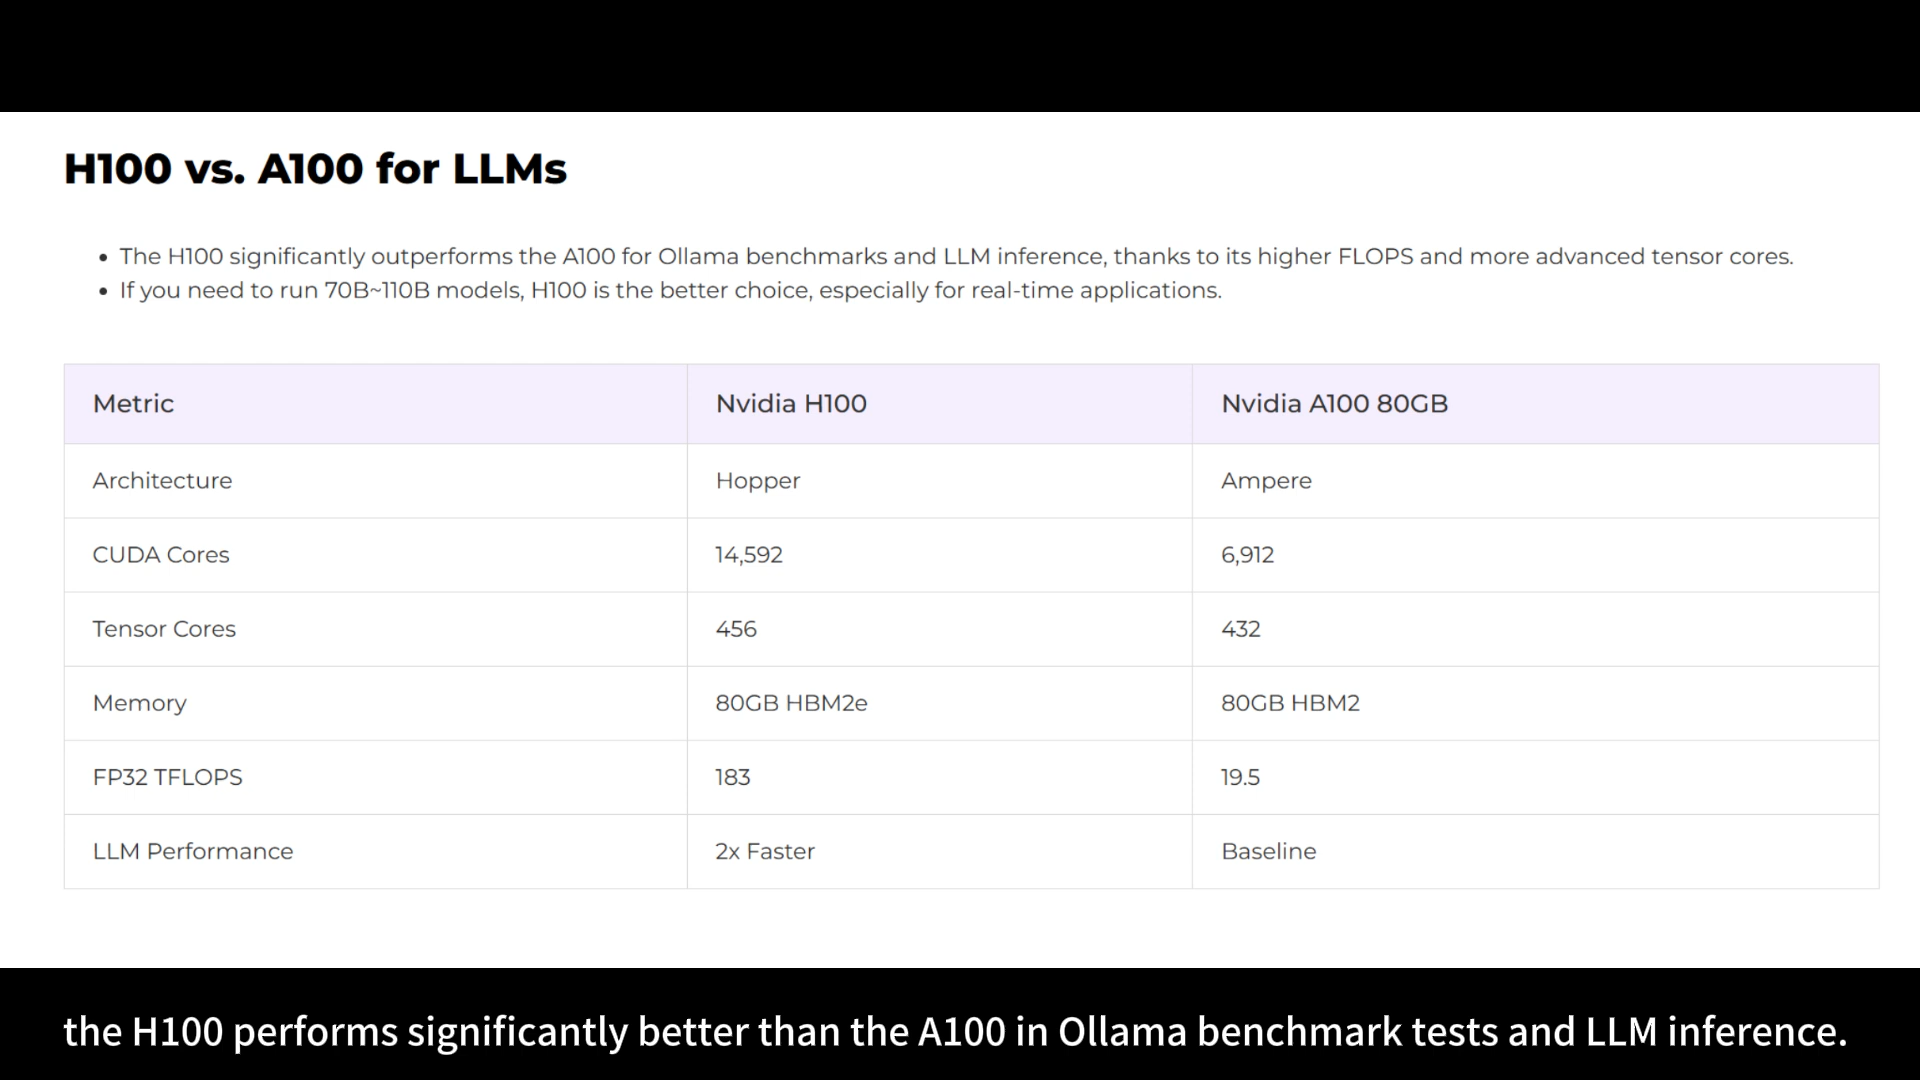 H100 vs. A100 for LLMs
The H100 significantly outperforms the A100 for Ollama benchmarks and LLM inference, thanks to its higher FLOPS and more advanced tensor cores.
If you need to run 70B~110B models, H100 is the better choice, especially for real-time applications.
Metric Nvidia H100 Nvidia A100 80GB
Architecture Hopper Ampere
CUDA Cores 14,592 6,912
Tensor Cores 456 432
Memory 80GB HBM2e 80GB HBM2
FP32 TFLOPS 183 19.5
LLM Performance 2x Faster Baseline
the H100 performs significantly better than the A100 in Ollama benchmark tests and LLM inference.